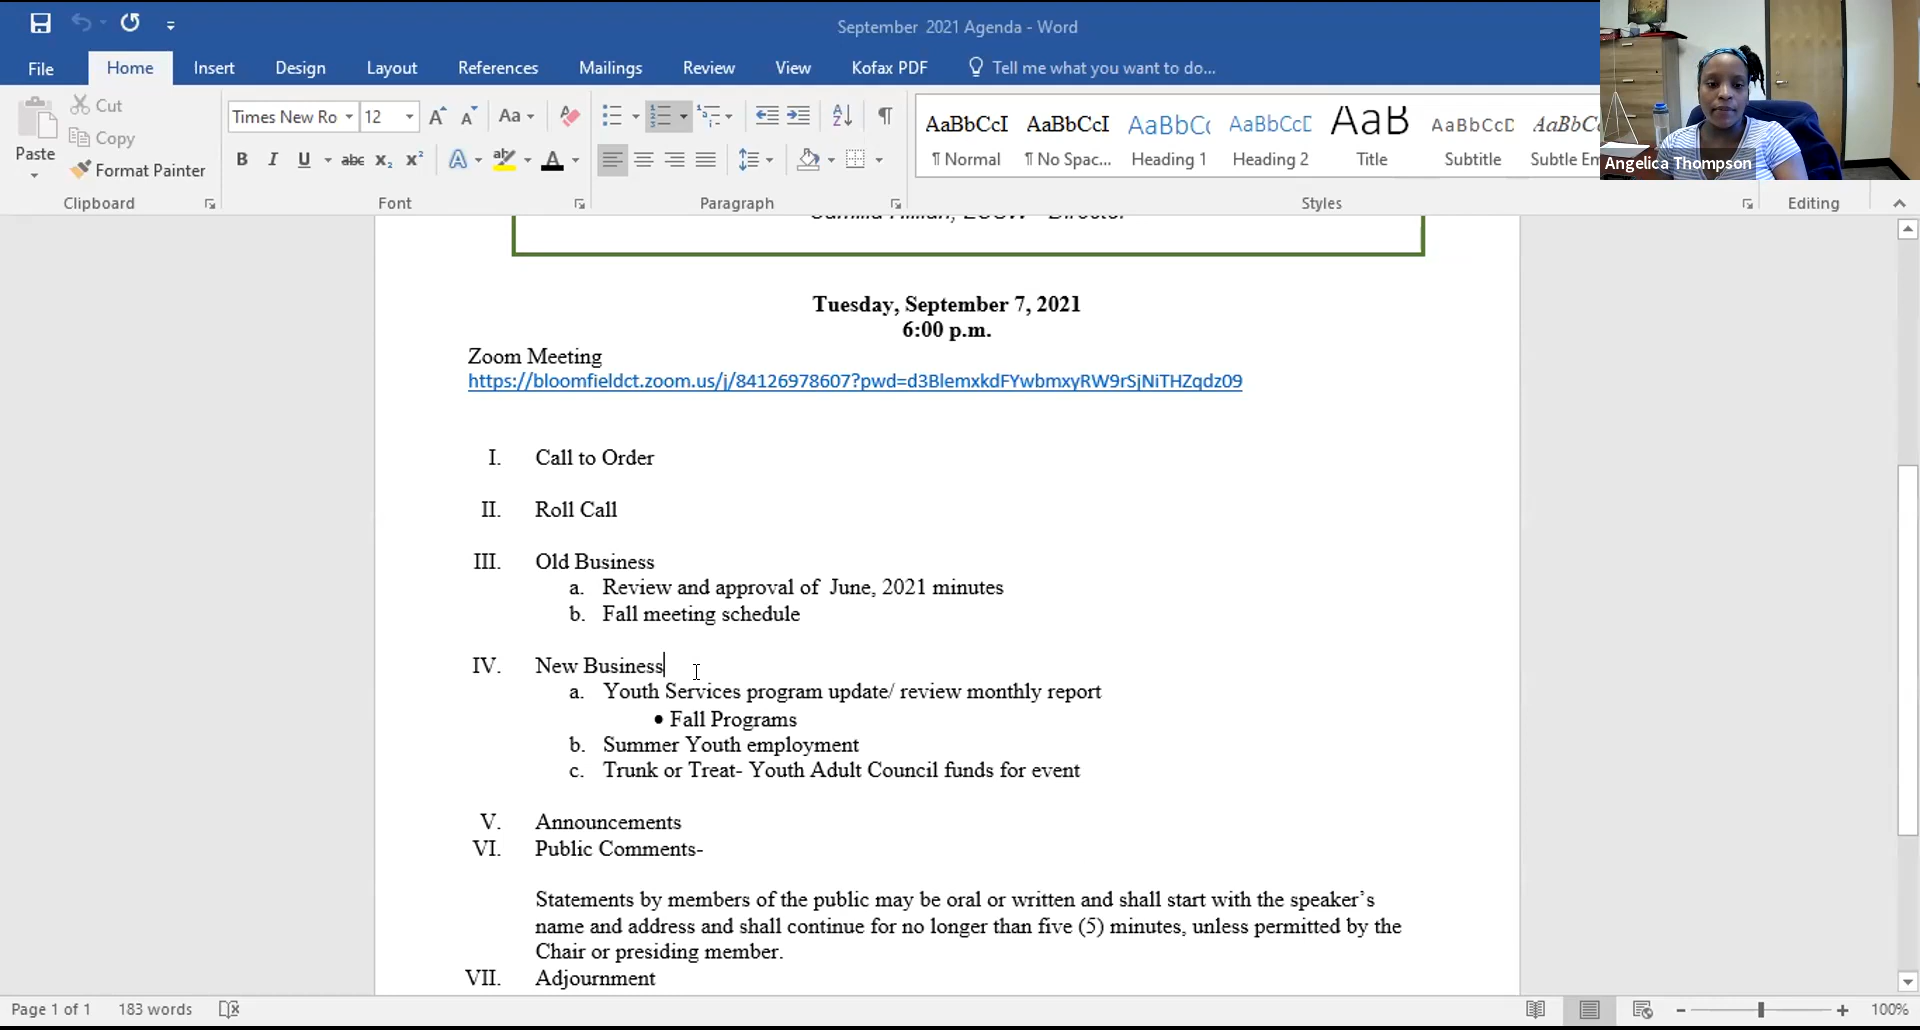 September  2021 Agenda - Word
File Home Insert Design Layout References Mailings Review View Kofax PDF Tell me what you want to do...
Cut
Copy
Paste
Format Painter
Times New Ro 12
Aa
AaBbCcI AaBbCcI AaBbC AaBbCcD AaB AaBbCcD AaBbC
¶ Normal ¶ No Spac... Heading 1 Heading 2 Title Subtitle Subtle Em
Angelica Thompson
Clipboard Font Paragraph Styles Editing
Director
Tuesday, September 7, 2021
6:00 p.m.
Zoom Meeting
https://bloomfieldct.zoom.us/j/84126978607?pwd=d3BlemxkdFYwbmxyRW9rSjNiTHZqdz09
I. Call to Order
II. Roll Call
III. Old Business
a. Review and approval of  June, 2021 minutes
b. Fall meeting schedule
IV. New Business
a. Youth Services program update/ review monthly report
• Fall Programs
b. Summer Youth employment
c. Trunk or Treat- Youth Adult Council funds for event
V. Announcements
VI. Public Comments-
Statements by members of the public may be oral or written and shall start with the speaker’s
name and address and shall continue for no longer than five (5) minutes, unless permitted by the
Chair or presiding member.
VII. Adjournment
Page 1 of 1 183 words 100%